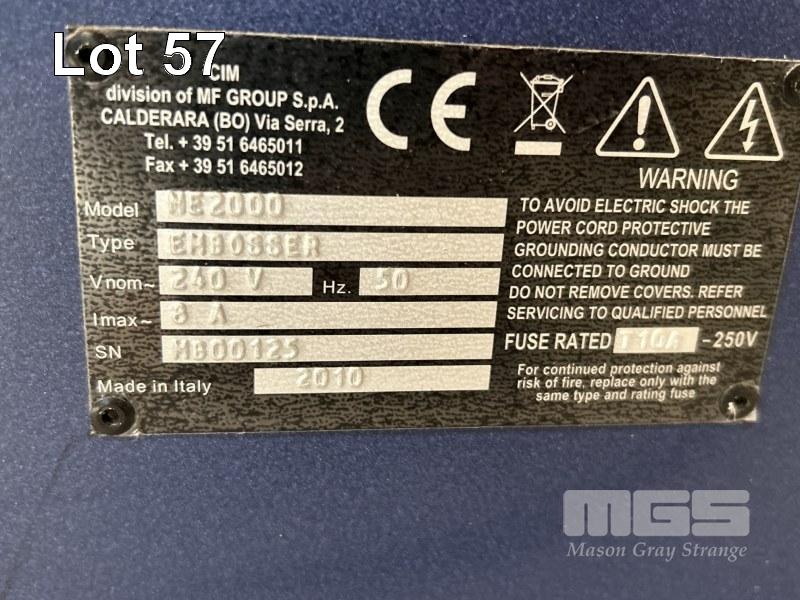 Lot 57
CIM
division of MF GROUP S.p.A.
CALDERARA (BO) Via Serra, 2
Tel. + 39 51 6465011
Fax + 39 51 6465012
CE
Model ME2000
Type EMBOSSER
Vnom~ 240 V Hz. 50
Imax~ 8 A
SN MB00125
Made in Italy 2010
WARNING
TO AVOID ELECTRIC SHOCK THE
POWER CORD PROTECTIVE
GROUNDING CONDUCTOR MUST BE
CONNECTED TO GROUND
DO NOT REMOVE COVERS. REFER
SERVICING TO QUALIFIED PERSONNEL
FUSE RATED T10A -250V
For continued protection against
risk of fire, replace only with the
same type and rating fuse
MGS
Mason Gray Strange